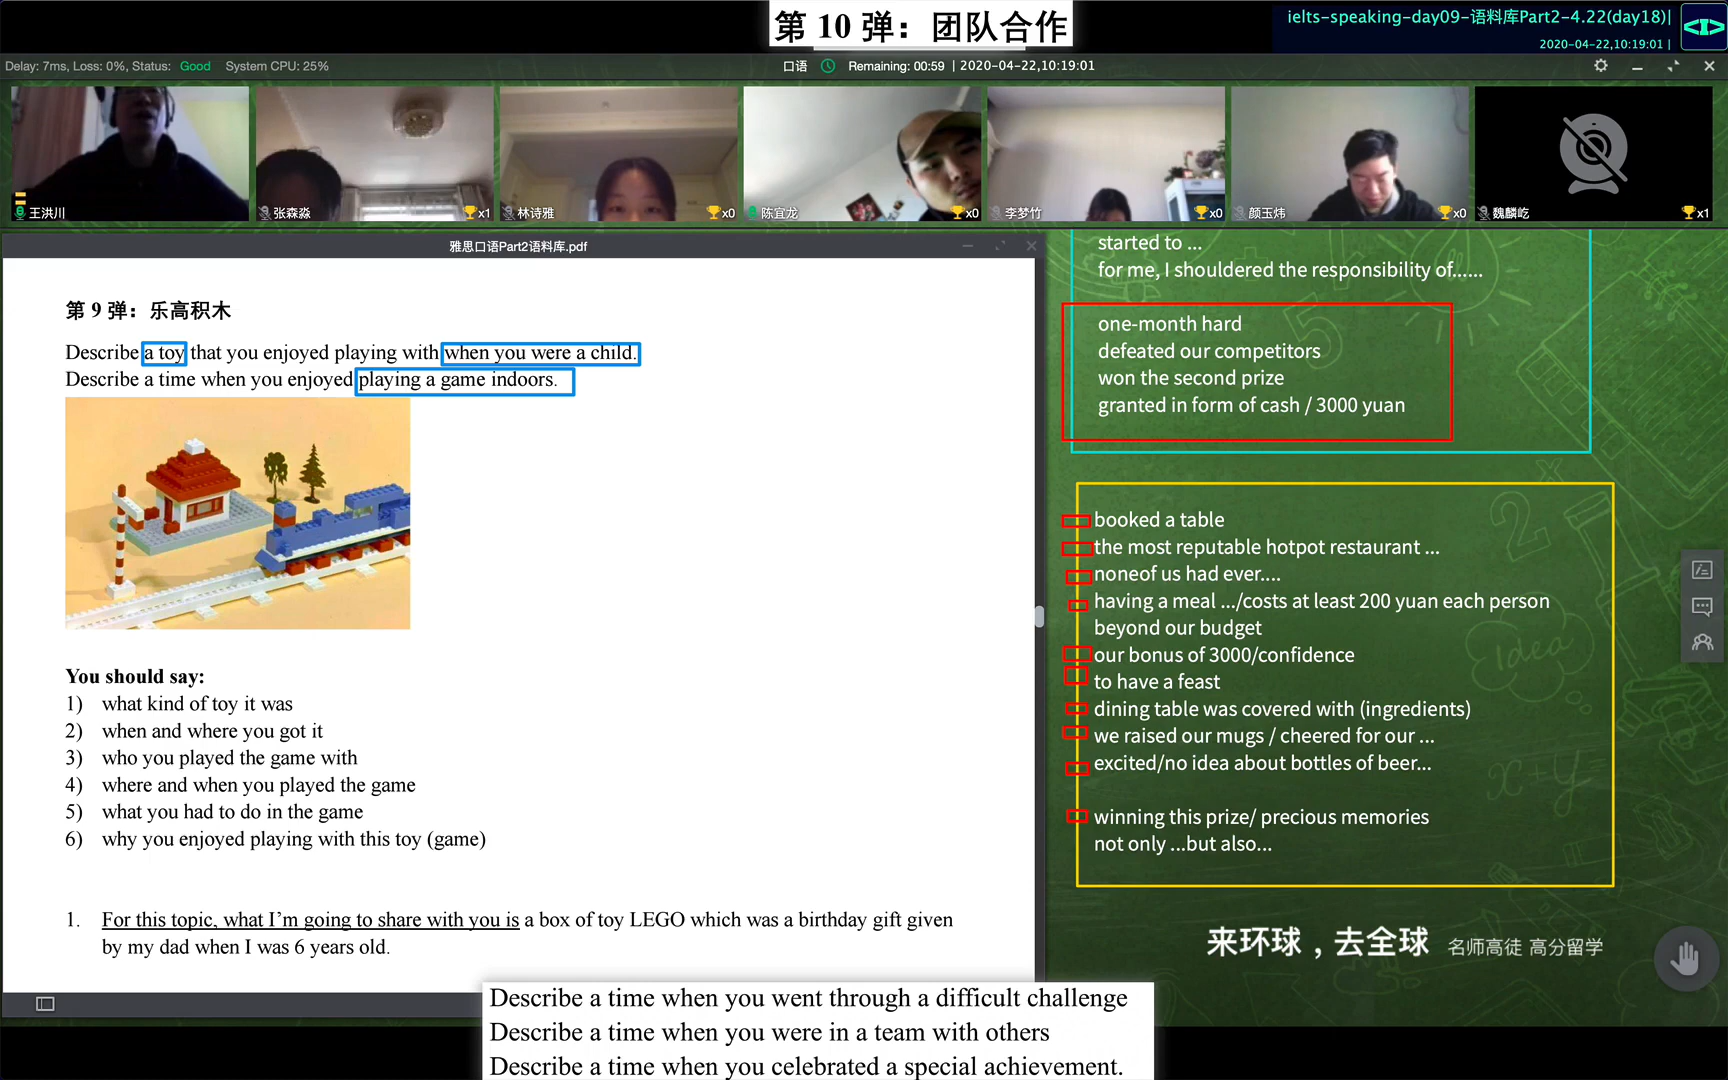 第 10 弹：团队合作
ielts-speaking-day09-语料库Part2-4.22(day18)|
2020-04-22,10:19:01 |
Delay: 7ms, Loss: 0%, Status: Good System CPU: 25%
口语 Remaining: 00:59 | 2020-04-22,10:19:01
王洪川
张森淼 x1
林诗雅 x0
陈宜龙 x0
李梦竹 x0
颜玉炜 x0
魏麟屹 x1
雅思口语Part2语料库.pdf
第 9 弹：乐高积木
Describe a toy that you enjoyed playing with when you were a child.
Describe a time when you enjoyed playing a game indoors.
You should say:
1) what kind of toy it was
2) when and where you got it
3) who you played the game with
4) where and when you played the game
5) what you had to do in the game
6) why you enjoyed playing with this toy (game)
1. For this topic, what I'm going to share with you is a box of toy LEGO which was a birthday gift given
by my dad when I was 6 years old.
started to ...
for me, I shouldered the responsibility of......
one-month hard
defeated our competitors
won the second prize
granted in form of cash / 3000 yuan
booked a table
the most reputable hotpot restaurant ...
noneof us had ever....
having a meal .../costs at least 200 yuan each person
beyond our budget
our bonus of 3000/confidence
to have a feast
dining table was covered with (ingredients)
we raised our mugs / cheered for our ...
excited/no idea about bottles of beer...
winning this prize/ precious memories
not only ...but also...
Idea
来环球，去全球 名师高徒 高分留学
Describe a time when you went through a difficult challenge
Describe a time when you were in a team with others
Describe a time when you celebrated a special achievement.